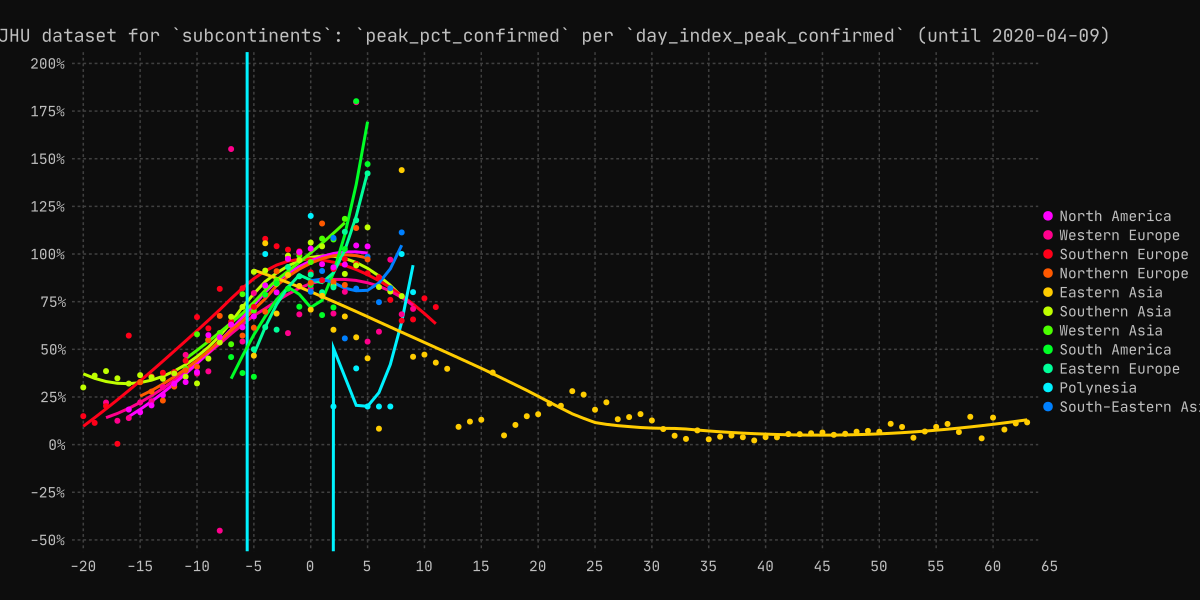 JHU dataset for `subcontinents`: `peak_pct_confirmed` per `day_index_peak_confirmed` (until 2020-04-09)
200%
175%
150%
125%
100%
75%
50%
25%
0%
-25%
-50%
-20 -15 -10 -5 0 5 10 15 20 25 30 35 40 45 50 55 60 65
North America
Western Europe
Southern Europe
Northern Europe
Eastern Asia
Southern Asia
Western Asia
South America
Eastern Europe
Polynesia
South-Eastern Asi